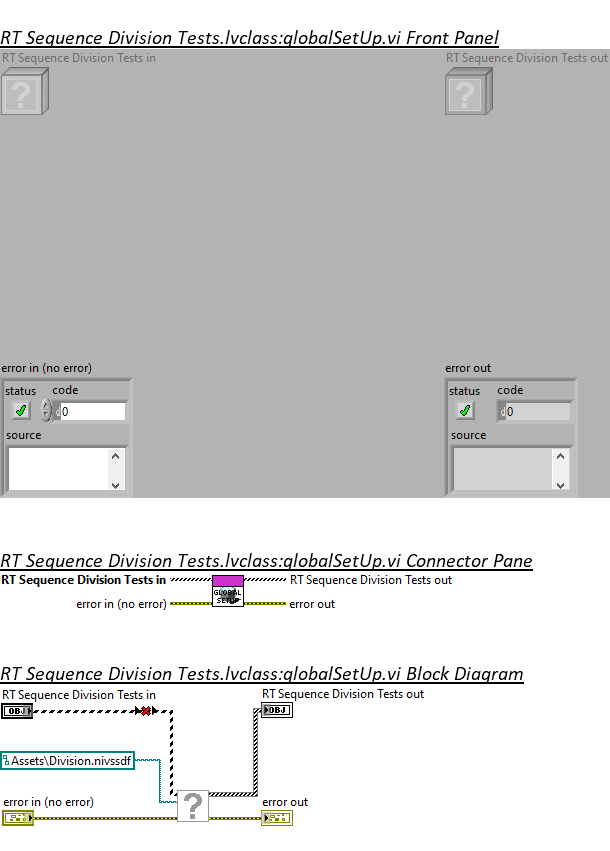 RT Sequence Division Tests.lvclass:globalSetUp.vi Front Panel
RT Sequence Division Tests in
RT Sequence Division Tests out
?
?
error in (no error)
error out
status code
status code
d 0
d 0
source
source
RT Sequence Division Tests.lvclass:globalSetUp.vi Connector Pane
RT Sequence Division Tests in
RT Sequence Division Tests out
GLOBAL
SETUP
error in (no error)
error out
RT Sequence Division Tests.lvclass:globalSetUp.vi Block Diagram
RT Sequence Division Tests in
RT Sequence Division Tests out
OBJ
OBJ
Assets\Division.nivssdf
?
error in (no error)
error out